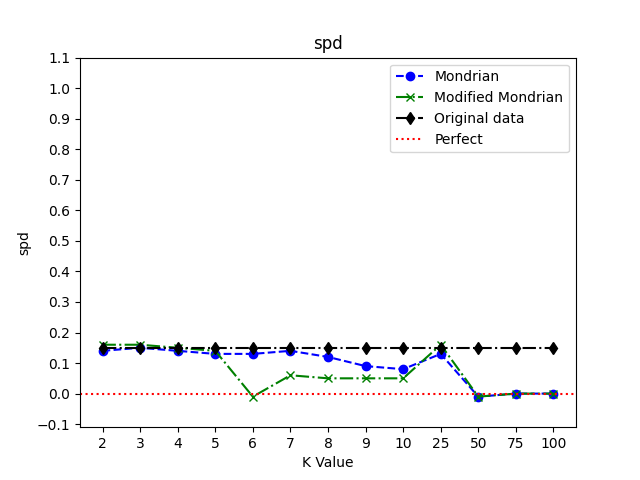 spd
1.1
1.0
0.9
0.8
0.7
0.6
0.5
0.4
0.3
0.2
0.1
0.0
−0.1
spd
Mondrian
Modified Mondrian
Original data
Perfect
2 3 4 5 6 7 8 9 10 25 50 75 100
K Value